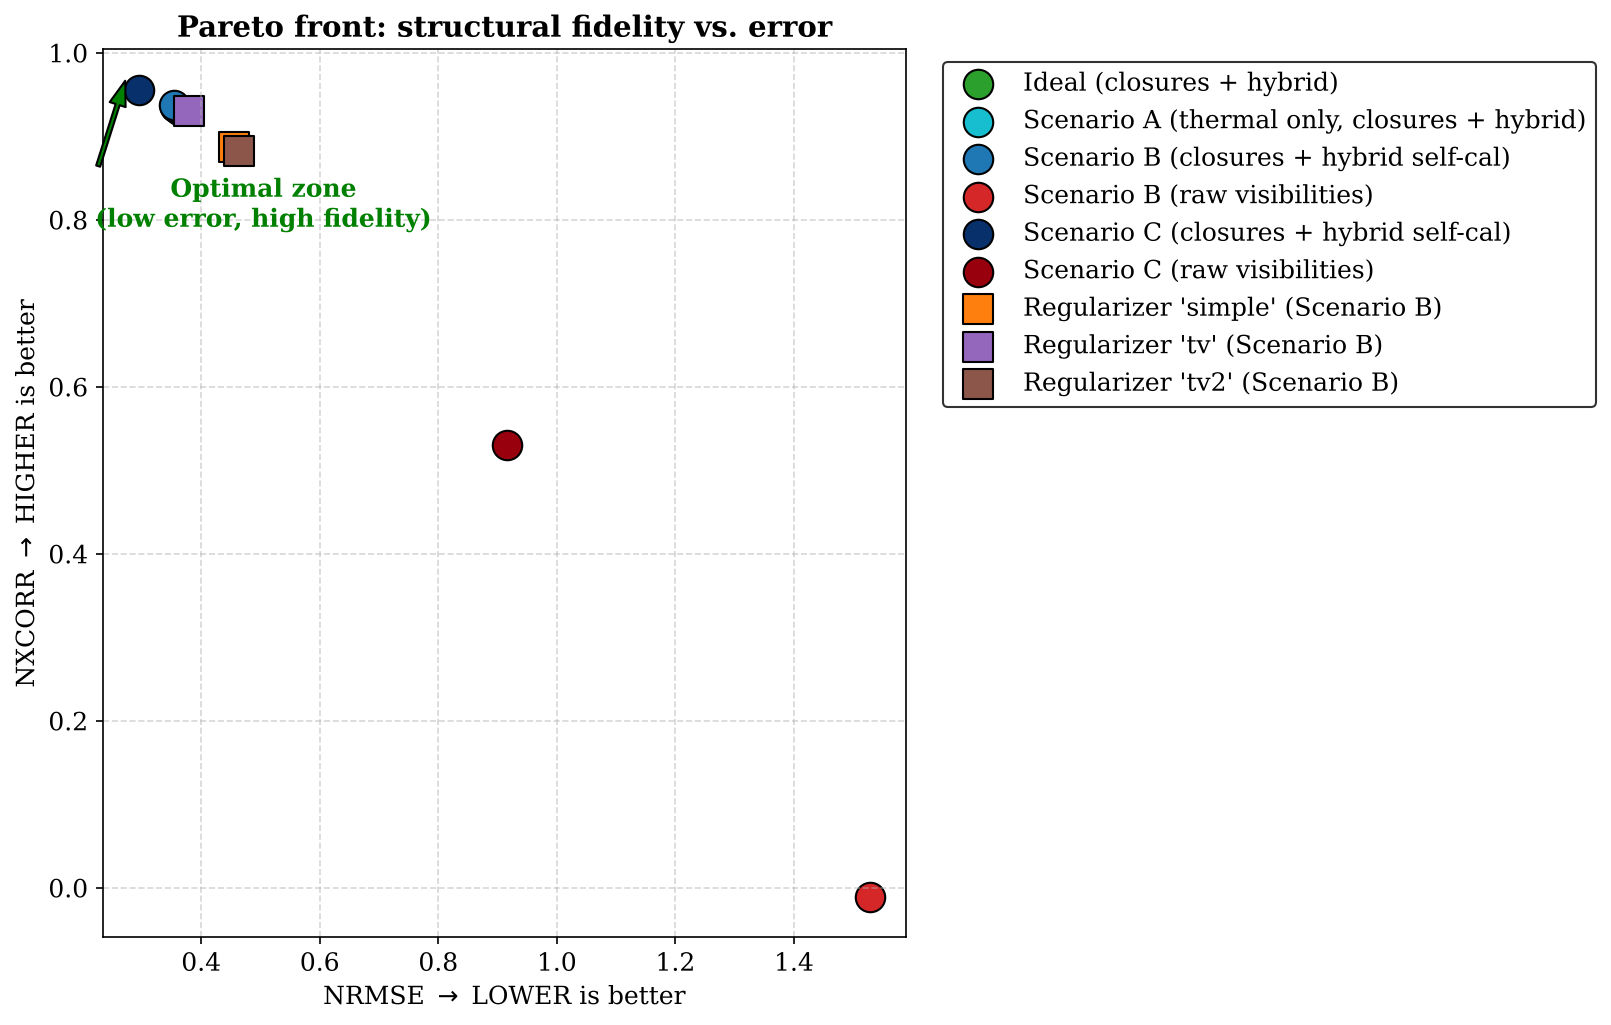 Pareto front: structural fidelity vs. error
1.0
0.8
0.6
0.4
0.2
0.0
NXCORR → HIGHER is better
Optimal zone
(low error, high fidelity)
0.4 0.6 0.8 1.0 1.2 1.4
NRMSE → LOWER is better
Ideal (closures + hybrid)
Scenario A (thermal only, closures + hybrid)
Scenario B (closures + hybrid self-cal)
Scenario B (raw visibilities)
Scenario C (closures + hybrid self-cal)
Scenario C (raw visibilities)
Regularizer 'simple' (Scenario B)
Regularizer 'tv' (Scenario B)
Regularizer 'tv2' (Scenario B)